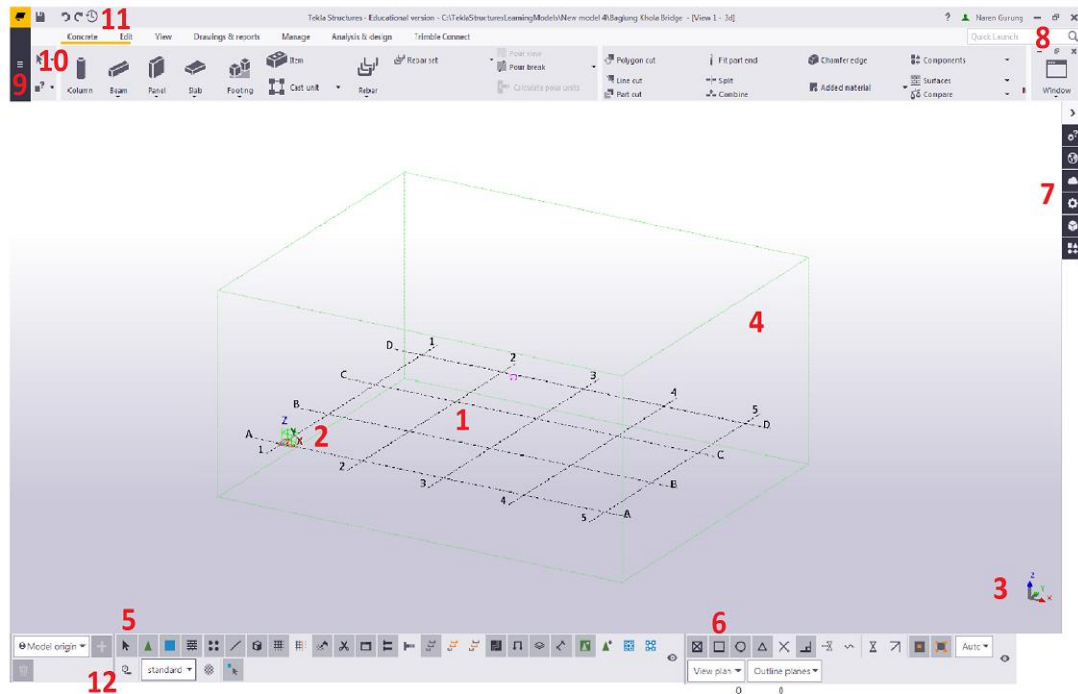 Tekla Structures - Educational version - C:\TeklaStructuresLearningModels\New model 4\Baglung Khola Bridge - [View 1 - 3d]
? Naren Gurung
11
Concrete Edit View Drawings & reports Manage Analysis & design Trimble Connect
Quick Launch
8
10
9
Column Beam Panel Slab Footing
Item
Cast unit
Rebar
Rebar set
Pour view
Pour break
Calculate pour units
Polygon cut
Line cut
Part cut
Fit part end
Split
Combine
Chamfer edge
Added material
Components
Surfaces
Compare
Window
7
4
D 1 2 3 4 5 D
C 1 C
B B
Z Y X 2
A 1 2 3 4 5 A
3
Z Y X
5
6
Model origin
Auto
12
standard
View plan Outline planes
0 0